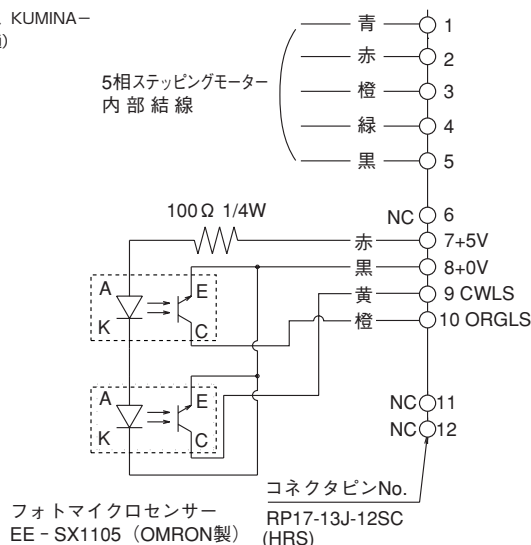 KUMINA−
青 1
赤 2
5相ステッピングモーター
内部結線
橙 3
緑 4
黒 5
NC 6
100Ω 1/4W
赤 7+5V
黒 8+0V
黄 9 CWLS
橙 10 ORGLS
A
E
K
C
A
E
K
C
NC 11
NC 12
コネクタピンNo.
RP17-13J-12SC
(HRS)
フォトマイクロセンサー
EE - SX1105（OMRON製）